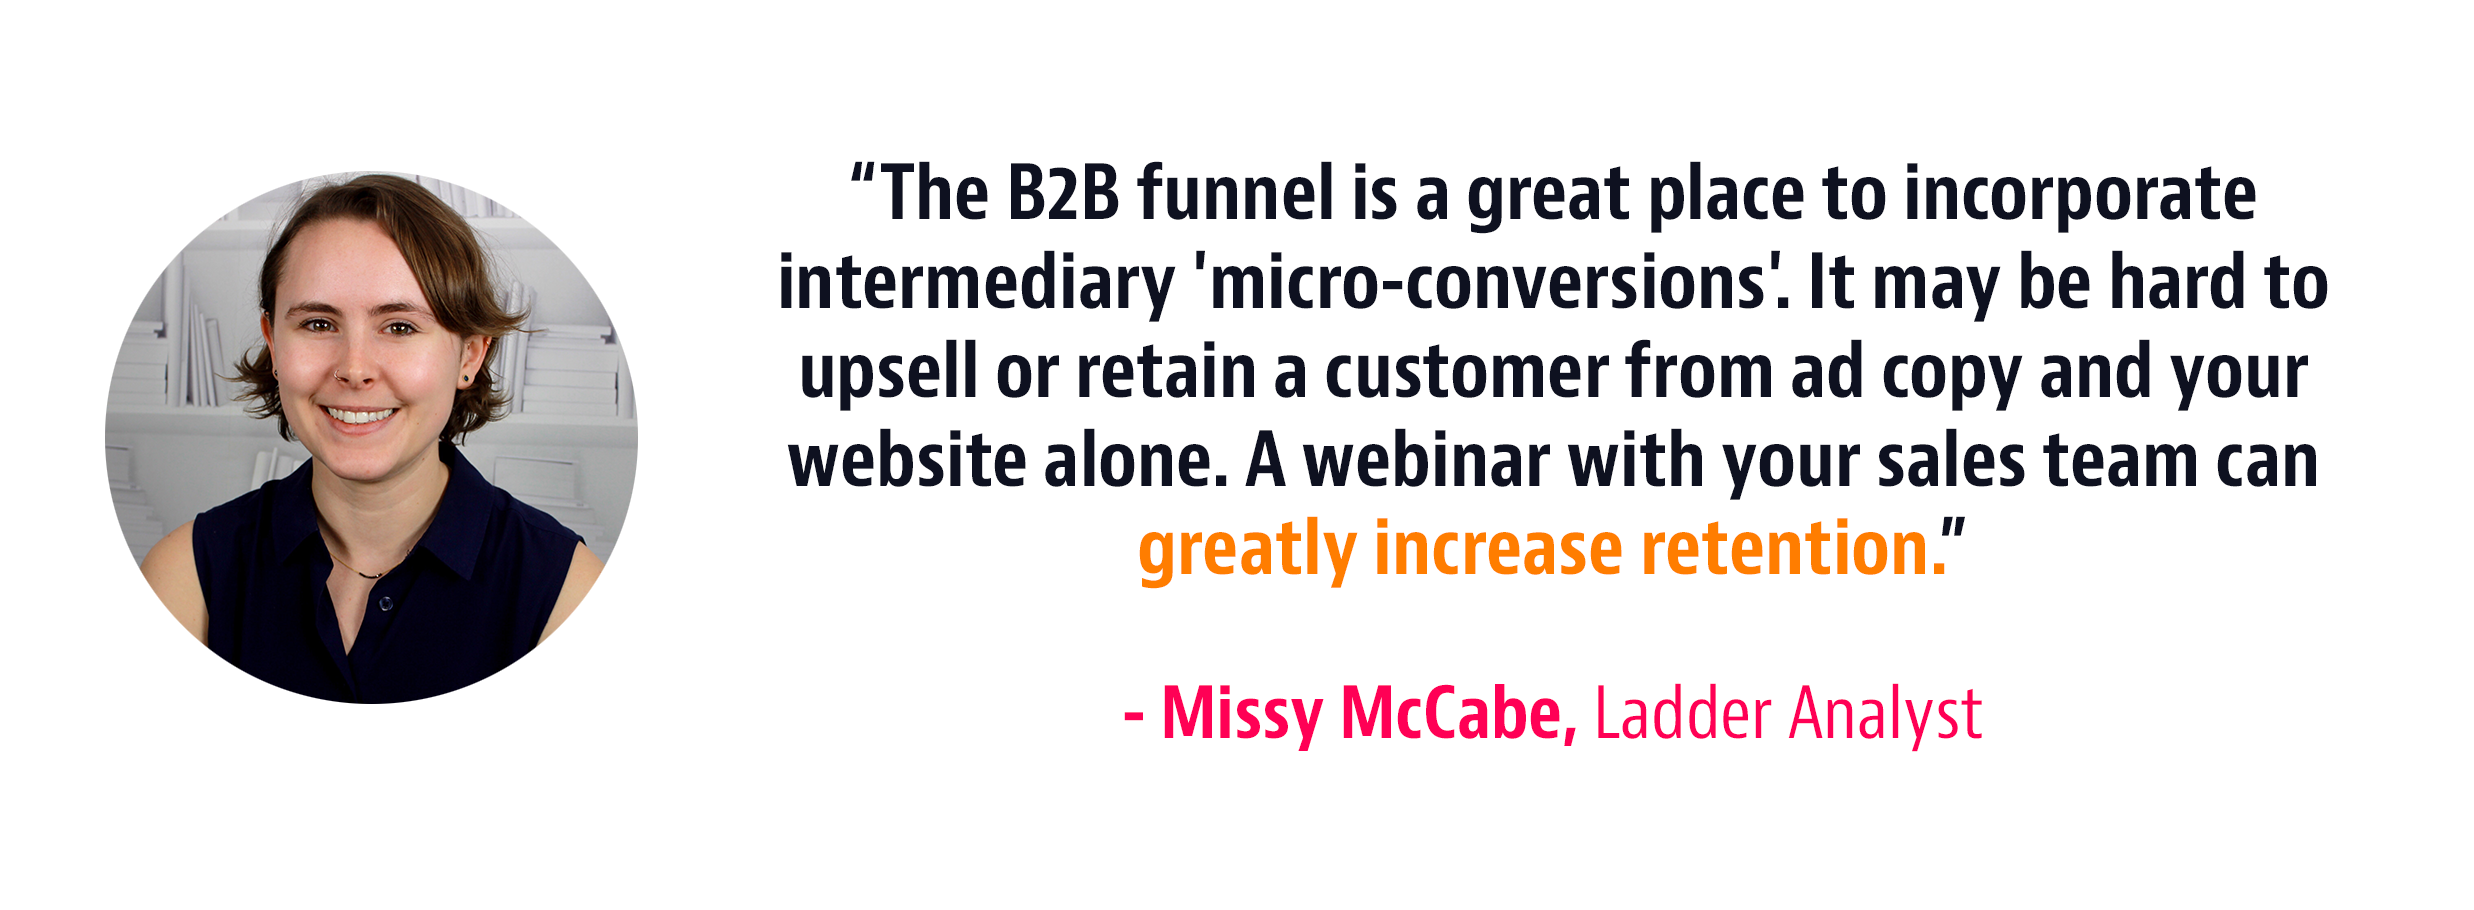 “The B2B funnel is a great place to incorporate
intermediary 'micro-conversions'. It may be hard to
upsell or retain a customer from ad copy and your
website alone. A webinar with your sales team can
greatly increase retention.”
- Missy McCabe, Ladder Analyst